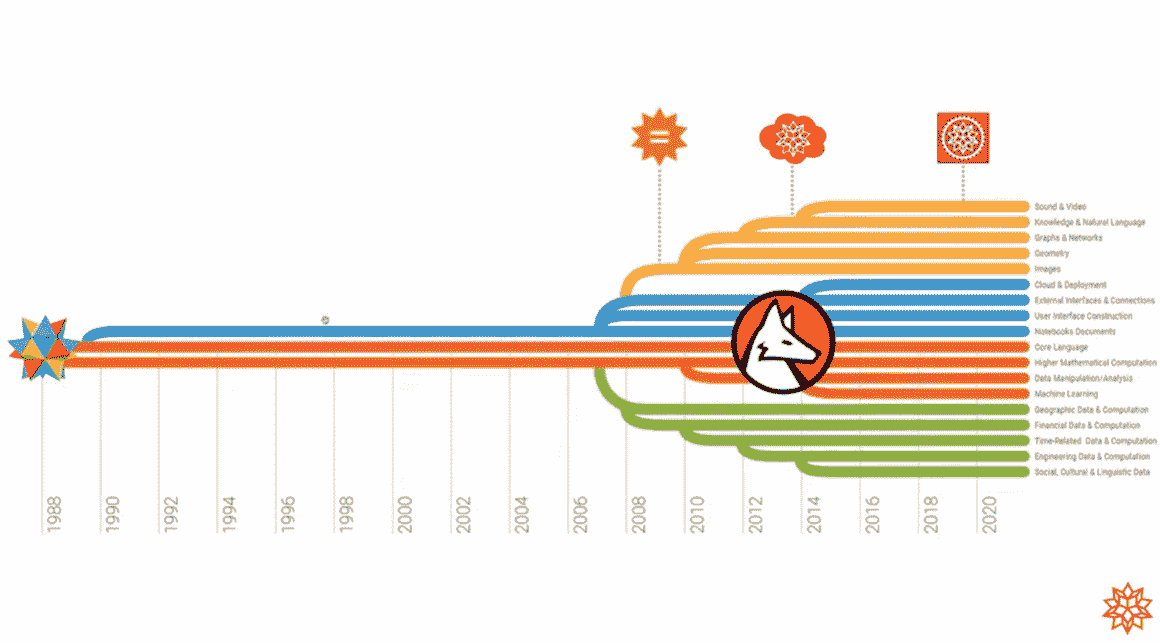 =
Sound & Video
Knowledge & Natural Language
Graphs & Networks
Geometry
Images
Cloud & Deployment
External Interfaces & Connections
User Interface Construction
Notebooks Documents
Core Language
Higher Mathematical Computation
Data Manipulation/Analysis
Machine Learning
Geographic Data & Computation
Financial Data & Computation
Time-Related Data & Computation
Engineering Data & Computation
Social, Cultural & Linguistic Data
1988
1990
1992
1994
1996
1998
2000
2002
2004
2006
2008
2010
2012
2014
2016
2018
2020